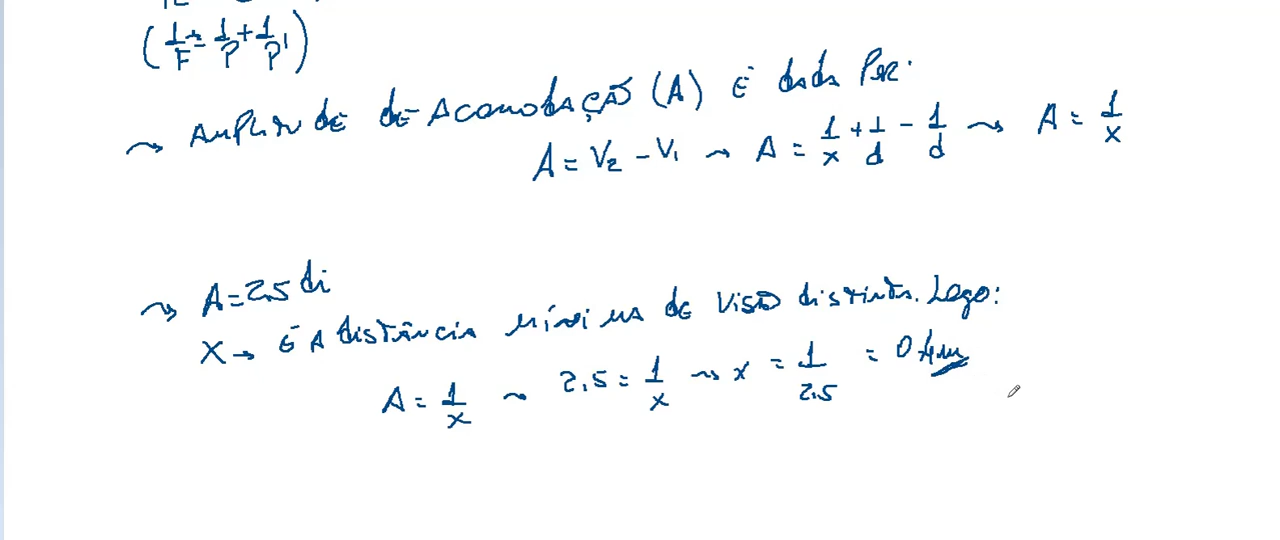 (1/F = 1/P + 1/P')
~> AMPLITUDE DE ACOMODAÇÃO (A) É dada POR:
A = V2 - V1 ~> A = 1/x + 1/d - 1/d ~> A = 1/x
~> A = 2.5 di
X → É A distância MÍNIMA DE VISÃO distinta. Logo:
A = 1/x ~> 2.5 = 1/x ~> x = 1/2.5 = 0.4m